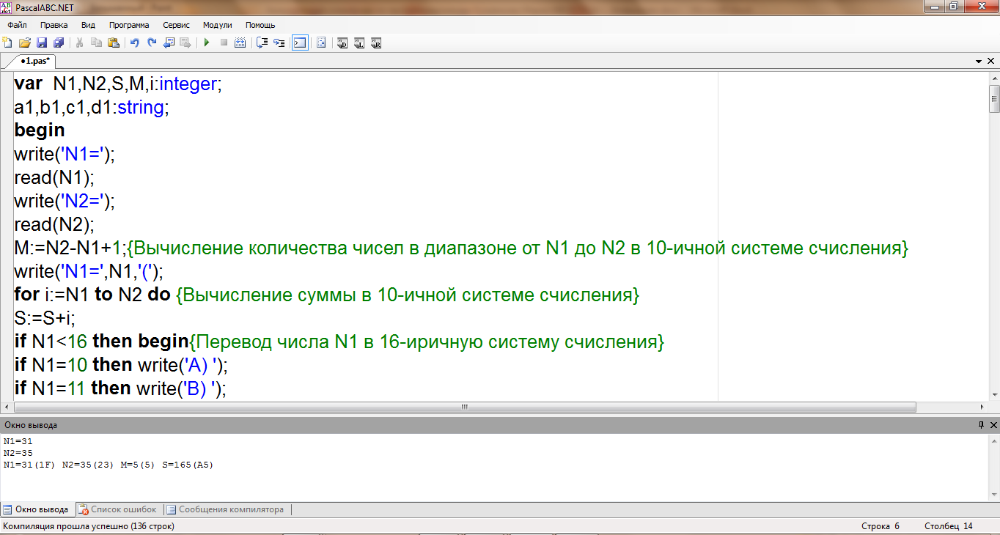 PascalABC.NET
Файл Правка Вид Программа Сервис Модули Помощь
•1.pas*
var N1,N2,S,M,i:integer;
a1,b1,c1,d1:string;
begin
write('N1=');
read(N1);
write('N2=');
read(N2);
M:=N2-N1+1;{Вычисление количества чисел в диапазоне от N1 до N2 в 10-ичной системе счисления}
write('N1=',N1,'(');
for i:=N1 to N2 do {Вычисление суммы в 10-ичной системе счисления}
S:=S+i;
if N1<16 then begin{Перевод числа N1 в 16-иричную систему счисления}
if N1=10 then write('A) ');
if N1=11 then write('B) ');
Окно вывода
N1=31
N2=35
N1=31(1F) N2=35(23) M=5(5) S=165(A5)
Окно вывода Список ошибок Сообщения компилятора
Компиляция прошла успешно (136 строк) Строка 6 Столбец 14